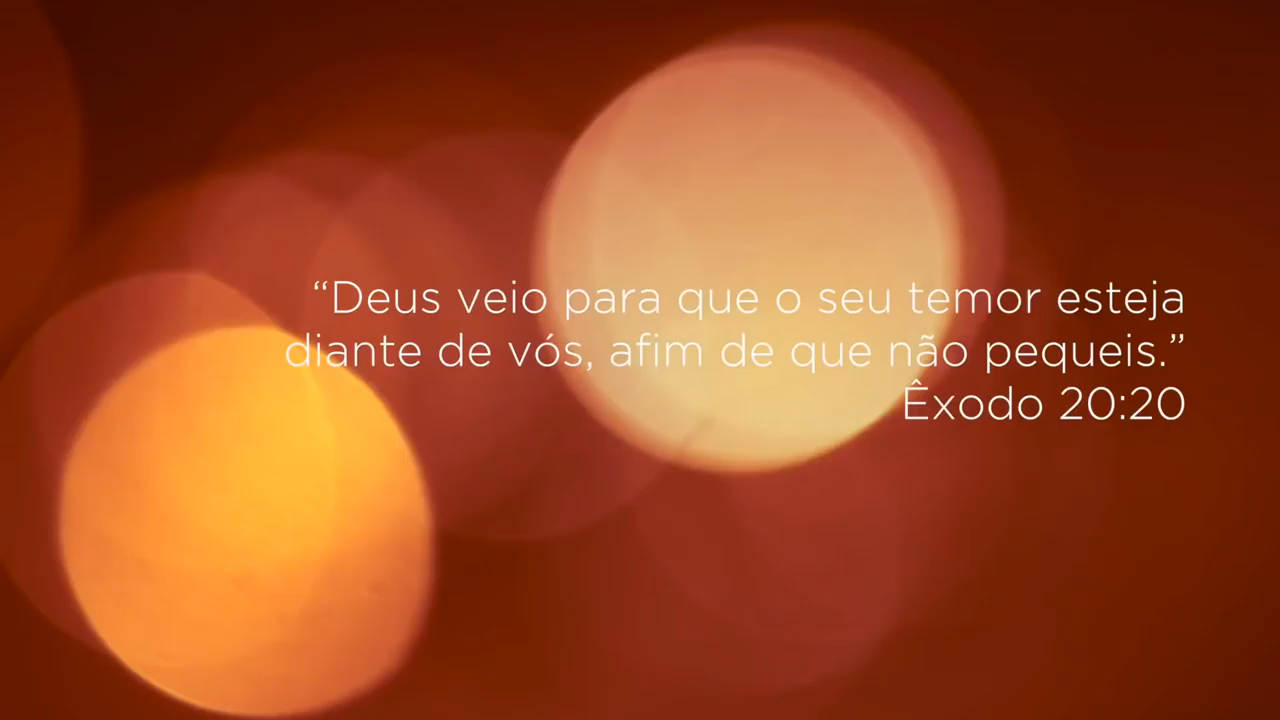 “Deus veio para que o seu temor esteja
diante de vós, afim de que não pequeis.”
Êxodo 20:20